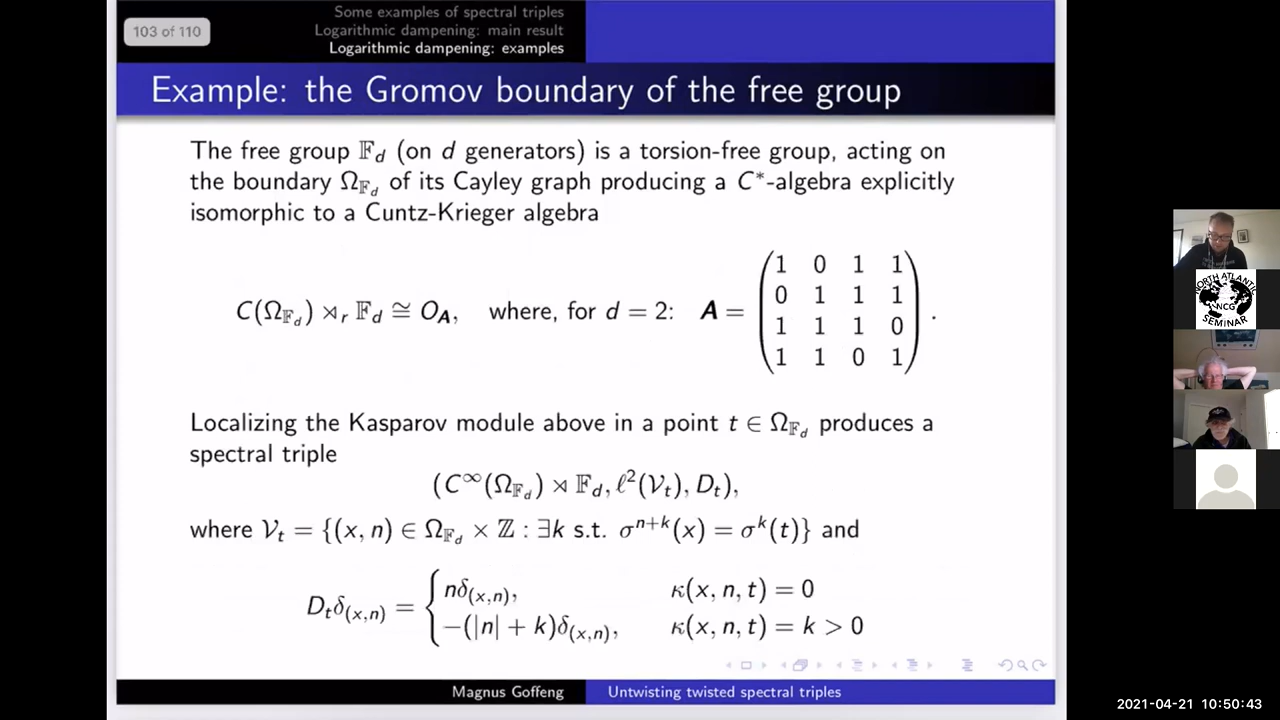 103 of 110
Some examples of spectral triples
Logarithmic dampening: main result
Logarithmic dampening: examples
Example: the Gromov boundary of the free group
The free group 𝔽_d (on d generators) is a torsion-free group, acting on
the boundary Ω_{𝔽_d} of its Cayley graph producing a C*-algebra explicitly
isomorphic to a Cuntz-Krieger algebra
C(Ω_{𝔽_d}) ⋊_r 𝔽_d ≅ O_A, where, for d = 2: A = (1 0 1 1
0 1 1 1
1 1 1 0
1 1 0 1).
Localizing the Kasparov module above in a point t ∈ Ω_{𝔽_d} produces a
spectral triple
(C^∞(Ω_{𝔽_d}) ⋊ 𝔽_d, ℓ²(𝒱_t), D_t),
where 𝒱_t = {(x, n) ∈ Ω_{𝔽_d} × ℤ : ∃k s.t. σ^{n+k}(x) = σ^k(t)} and
D_t δ_{(x,n)} = { nδ_{(x,n)}, κ(x, n, t) = 0
−(|n| + k)δ_{(x,n)}, κ(x, n, t) = k > 0
Magnus Goffeng Untwisting twisted spectral triples
NORTH ATLANTIC
NCG
SEMINAR
2021-04-21 10:50:43